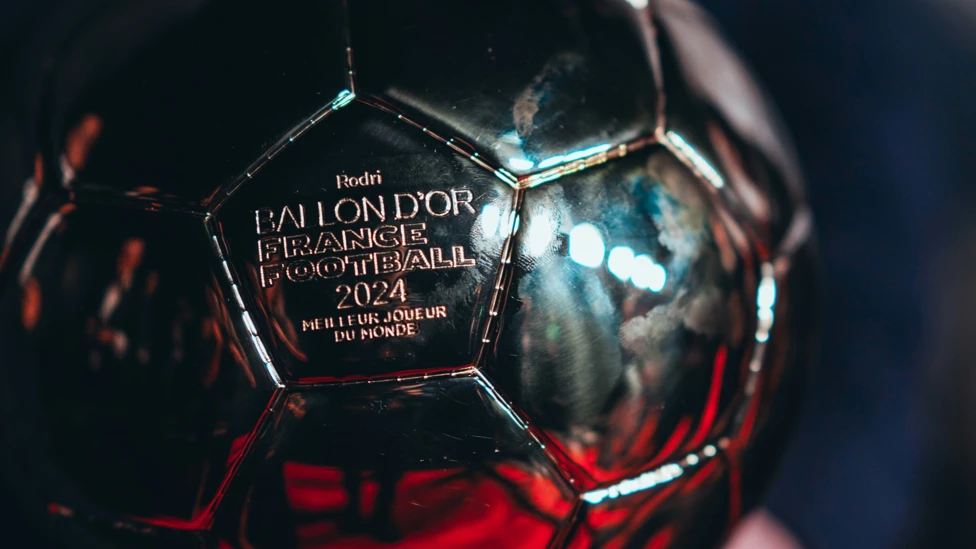 Rodri
BALLON D'OR
FRANCE
FOOTBALL
2024
MEILLEUR JOUEUR
DU MONDE